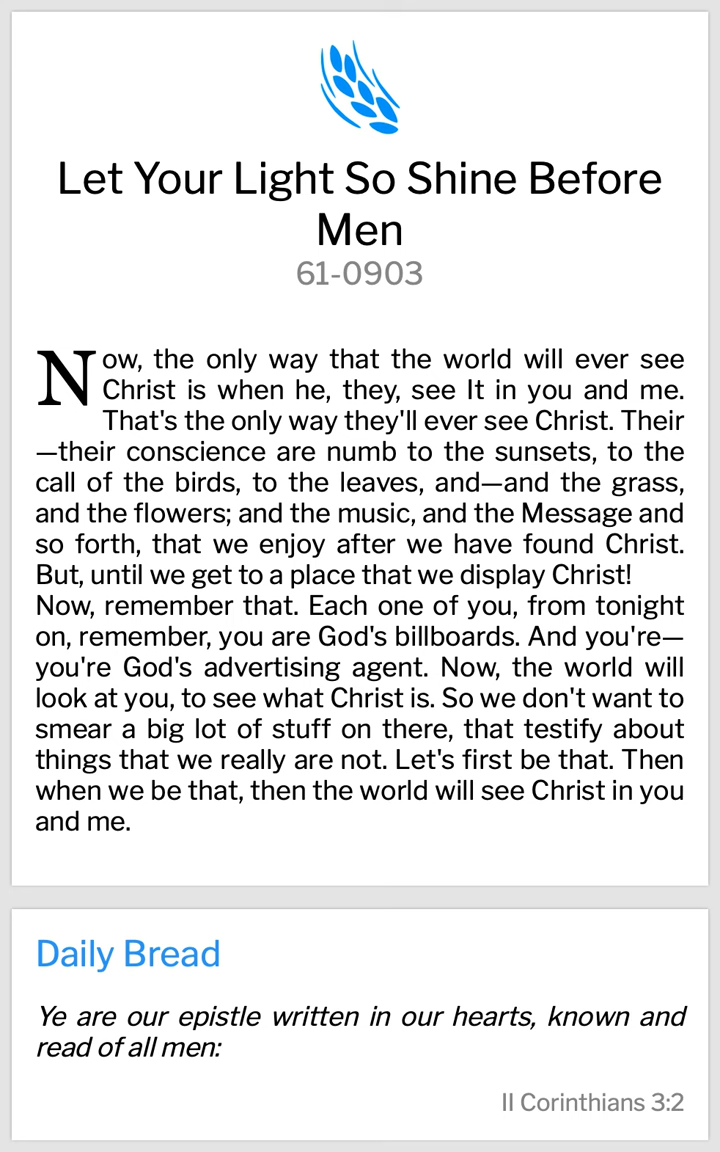 Let Your Light So Shine Before
Men
61-0903
Now, the only way that the world will ever see
Christ is when he, they, see It in you and me.
That's the only way they'll ever see Christ. Their
—their conscience are numb to the sunsets, to the
call of the birds, to the leaves, and—and the grass,
and the flowers; and the music, and the Message and
so forth, that we enjoy after we have found Christ.
But, until we get to a place that we display Christ!
Now, remember that. Each one of you, from tonight
on, remember, you are God's billboards. And you're—
you're God's advertising agent. Now, the world will
look at you, to see what Christ is. So we don't want to
smear a big lot of stuff on there, that testify about
things that we really are not. Let's first be that. Then
when we be that, then the world will see Christ in you
and me.
Daily Bread
Ye are our epistle written in our hearts, known and
read of all men:
II Corinthians 3:2